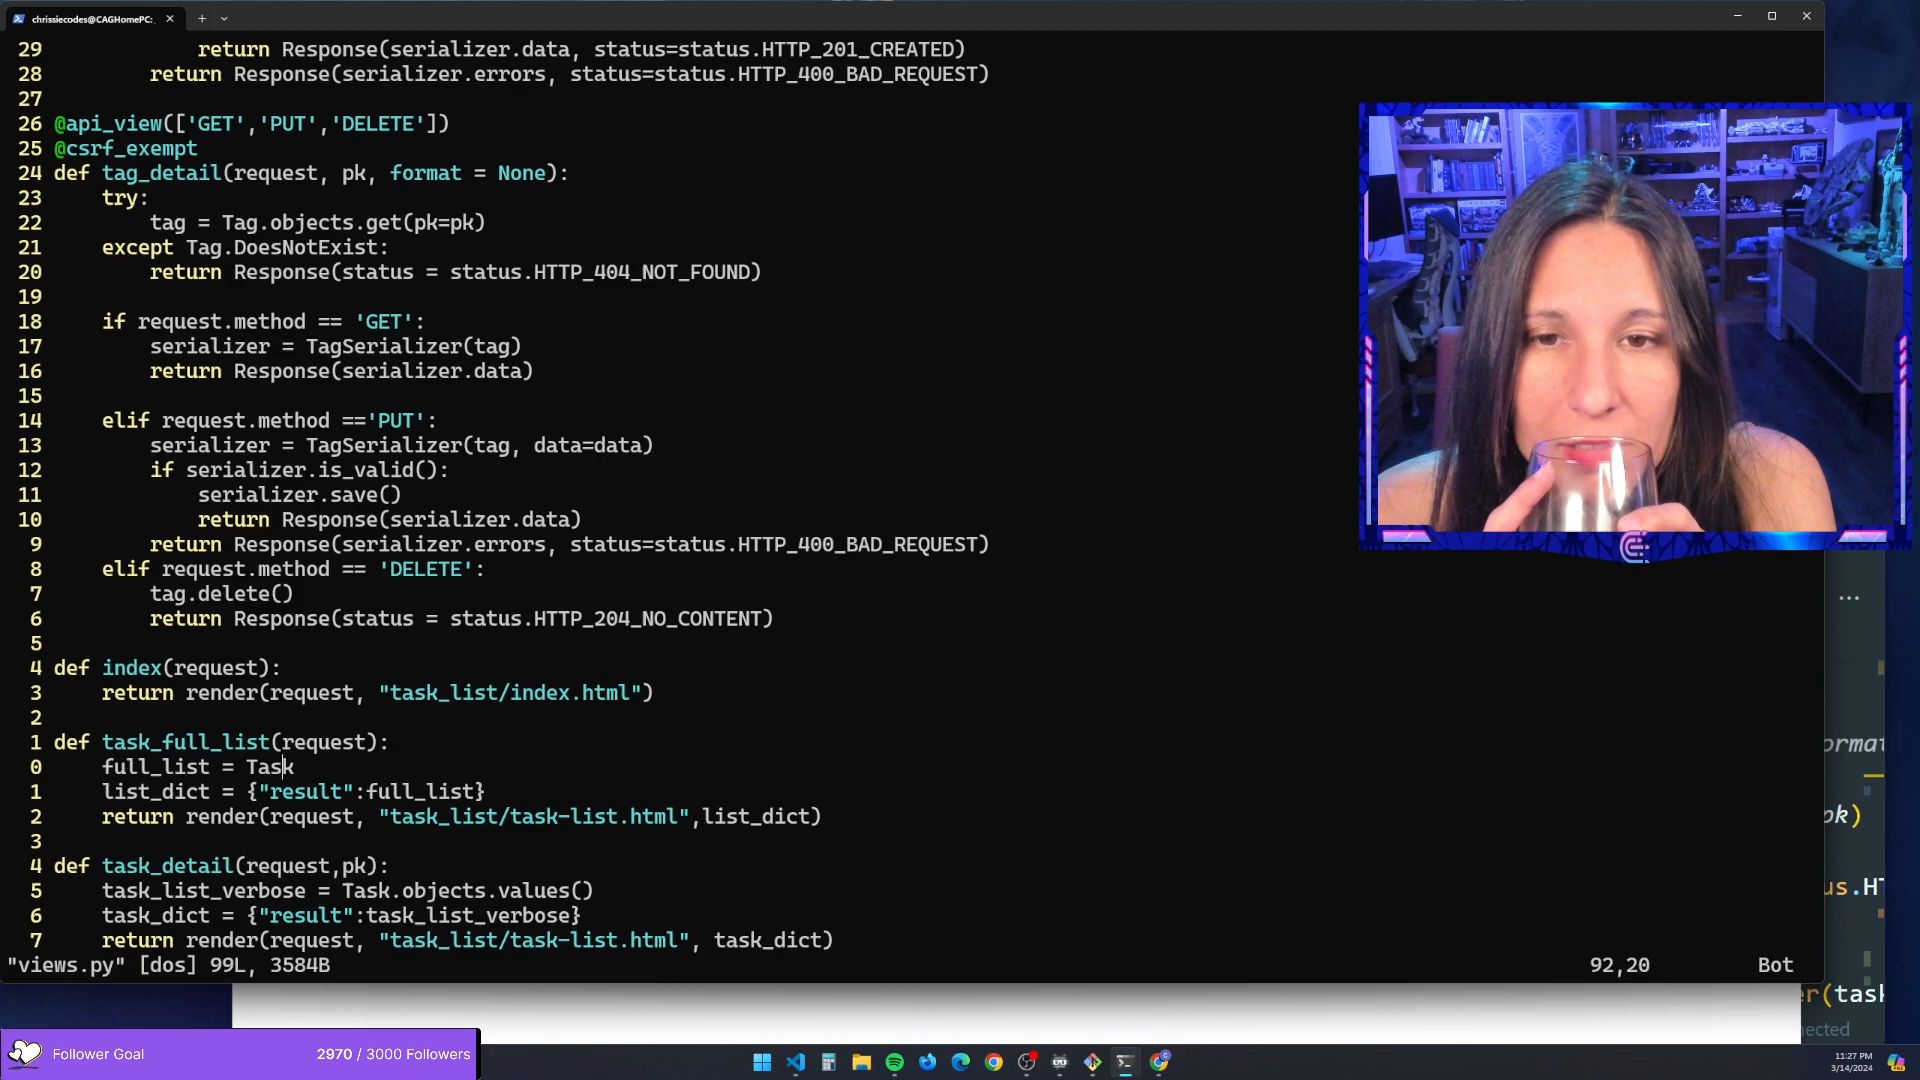 chrissiecodes@CAGHomePC:
29 return Response(serializer.data, status=status.HTTP_201_CREATED)
28 return Response(serializer.errors, status=status.HTTP_400_BAD_REQUEST)
27
26 @api_view(['GET','PUT','DELETE'])
25 @csrf_exempt
24 def tag_detail(request, pk, format = None):
23 try:
22 tag = Tag.objects.get(pk=pk)
21 except Tag.DoesNotExist:
20 return Response(status = status.HTTP_404_NOT_FOUND)
19
18 if request.method == 'GET':
17 serializer = TagSerializer(tag)
16 return Response(serializer.data)
15
14 elif request.method =='PUT':
13 serializer = TagSerializer(tag, data=data)
12 if serializer.is_valid():
11 serializer.save()
10 return Response(serializer.data)
9 return Response(serializer.errors, status=status.HTTP_400_BAD_REQUEST)
8 elif request.method == 'DELETE':
7 tag.delete()
6 return Response(status = status.HTTP_204_NO_CONTENT)
5
4 def index(request):
3 return render(request, "task_list/index.html")
2
1 def task_full_list(request):
0 full_list = Task
1 list_dict = {"result":full_list}
2 return render(request, "task_list/task-list.html",list_dict)
3
4 def task_detail(request,pk):
5 task_list_verbose = Task.objects.values()
6 task_dict = {"result":task_list_verbose}
7 return render(request, "task_list/task-list.html", task_dict)
"views.py" [dos] 99L, 3584B 92,20 Bot
pk)
us.HT
er(task
Follower Goal 2970 / 3000 Followers
11:27 PM
3/14/2024